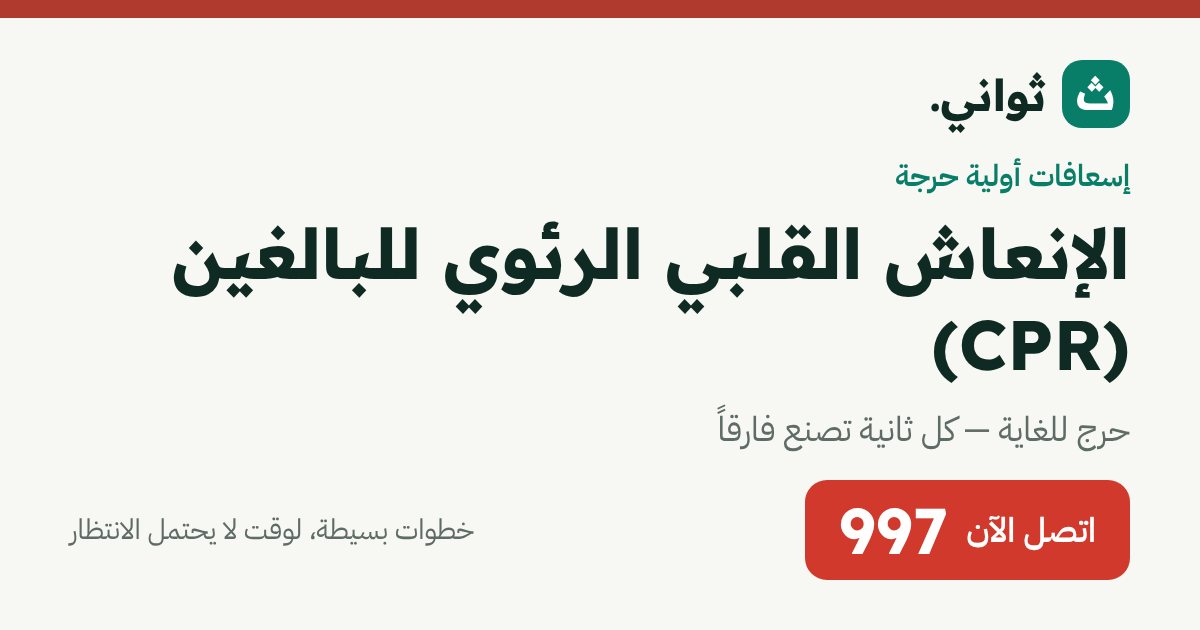 ث ثواني.
إسعافات أولية حرجة
الإنعاش القلبي الرئوي للبالغين
(CPR)
حرج للغاية — كل ثانية تصنع فارقاً
اتصل الآن 997
خطوات بسيطة، لوقت لا يحتمل الانتظار